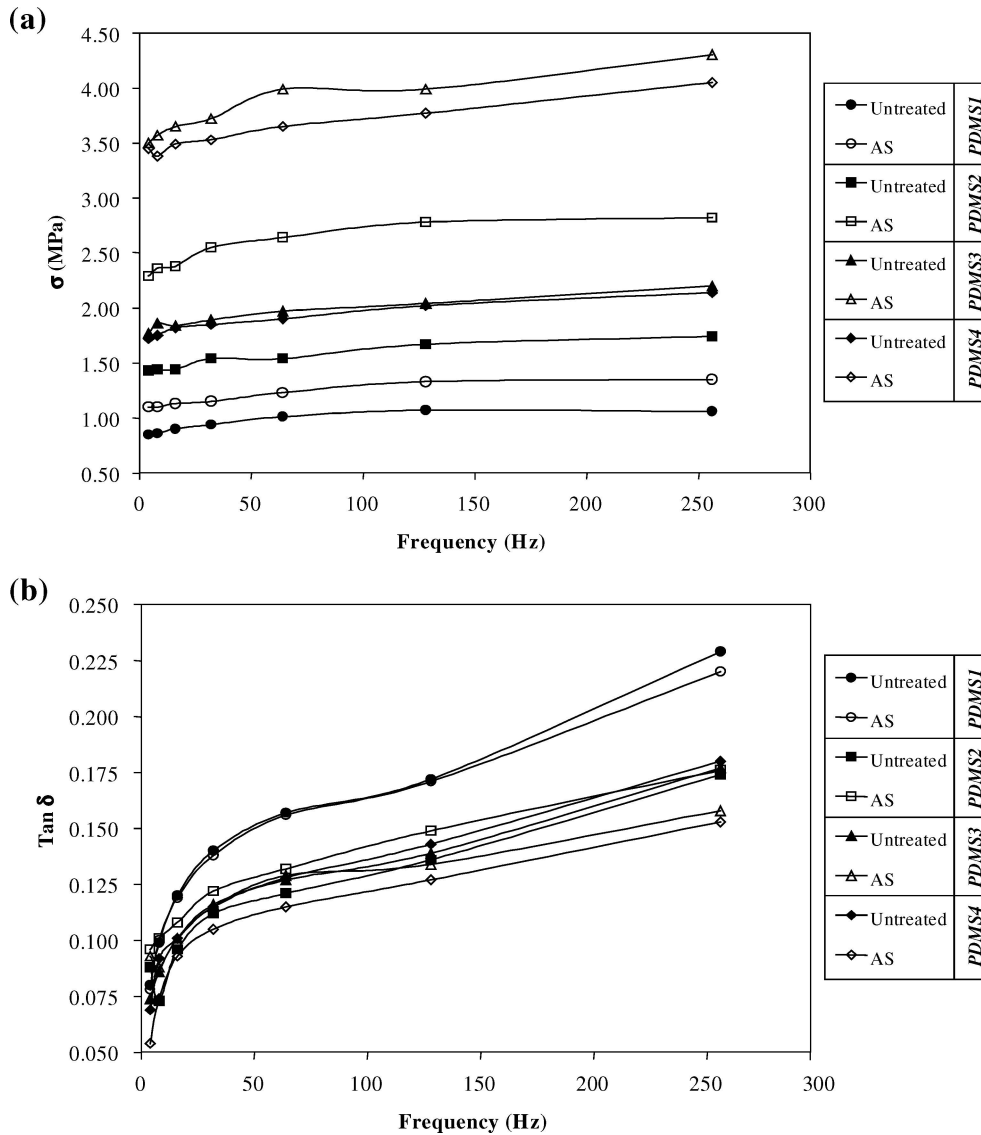 (a)
4.50
4.00
3.50
3.00
2.50
2.00
1.50
1.00
0.50
σ (MPa)
0 50 100 150 200 250 300
Frequency (Hz)
Untreated
AS
PDMS1
Untreated
AS
PDMS2
Untreated
AS
PDMS3
Untreated
AS
PDMS4
(b)
0.250
0.225
0.200
0.175
0.150
0.125
0.100
0.075
0.050
Tan δ
0 50 100 150 200 250 300
Frequency (Hz)
Untreated
AS
PDMS1
Untreated
AS
PDMS2
Untreated
AS
PDMS3
Untreated
AS
PDMS4